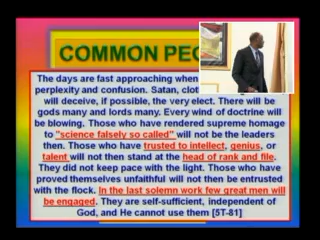 COMMON PE
The days are fast approaching when
perplexity and confusion. Satan, clot
will deceive, if possible, the very elect. There will be
gods many and lords many. Every wind of doctrine will
be blowing. Those who have rendered supreme homage
to "science falsely so called" will not be the leaders
then. Those who have trusted to intellect, genius, or
talent will not then stand at the head of rank and file.
They did not keep pace with the light. Those who have
proved themselves unfaithful will not then be entrusted
with the flock. In the last solemn work few great men will
be engaged. They are self-sufficient, independent of
God, and He cannot use them [5T-81]